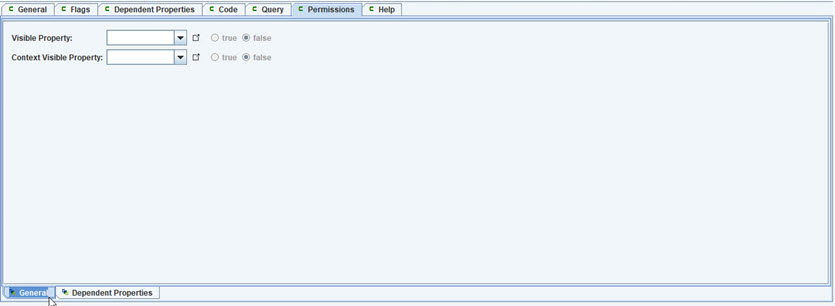 General Flags Dependent Properties Code Query Permissions Help
Visible Property: true false
Context Visible Property: true false
General Dependent Properties